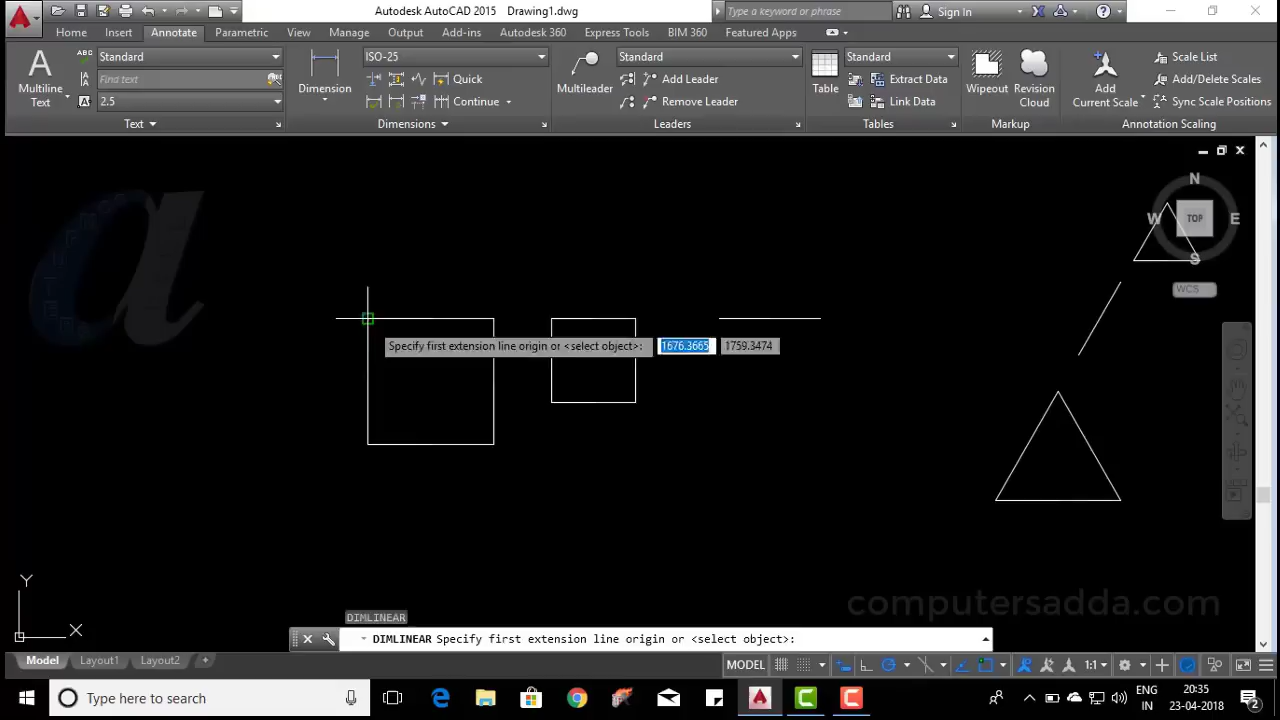 Autodesk AutoCAD 2015 Drawing1.dwg
Type a keyword or phrase
Sign In
Home Insert Annotate Parametric View Manage Output Add-ins Autodesk 360 Express Tools BIM 360 Featured Apps
ABC Standard
Find text
2.5
Multiline
Text
Text
ISO-25
Quick
Continue
Dimension
Dimensions
Multileader
Standard
Add Leader
Remove Leader
Leaders
Table
Standard
Extract Data
Link Data
Tables
Wipeout
Revision
Cloud
Markup
Add
Current Scale
Scale List
Add/Delete Scales
Sync Scale Positions
Annotation Scaling
N
W TOP E
S
WCS
Specify first extension line origin or <select object>: 1676.3665 1759.3474
Y
X
computersadda.com
DIMLINEAR
DIMLINEAR Specify first extension line origin or <select object>:
Model Layout1 Layout2 +
MODEL 1:1
Type here to search
ENG
IN
20:35
23-04-2018
2